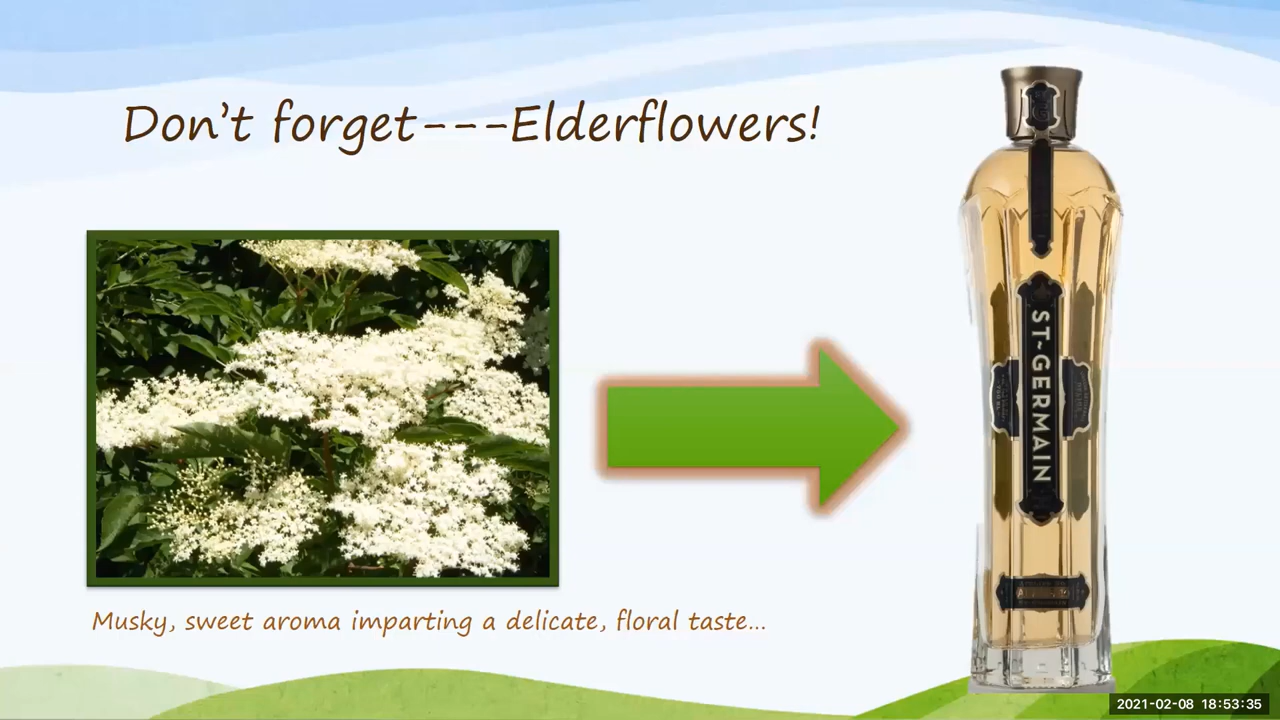 Don't forget---Elderflowers!
ST~GERMAIN
Musky, sweet aroma imparting a delicate, floral taste...
2021-02-08 18:53:35